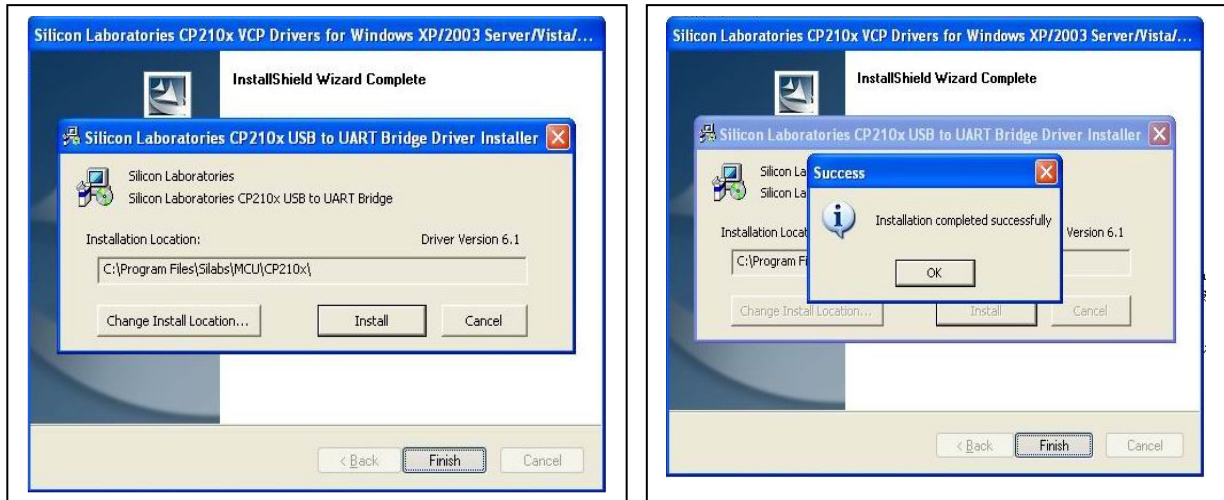 Silicon Laboratories CP210x VCP Drivers for Windows XP/2003 Server/Vista/...
InstallShield Wizard Complete
Silicon Laboratories CP210x USB to UART Bridge Driver Installer
Silicon Laboratories
Silicon Laboratories CP210x USB to UART Bridge
Installation Location:
Driver Version 6.1
C:\Program Files\Silabs\MCU\CP210x\
Change Install Location...
Install
Cancel
< Back
Finish
Cancel
Silicon Laboratories CP210x VCP Drivers for Windows XP/2003 Server/Vista/...
InstallShield Wizard Complete
Silicon Laboratories CP210x USB to UART Bridge Driver Installer
Silicon La
Silicon La
Success
Installation completed successfully
OK
Installation Locat
Version 6.1
C:\Program Fi
Change Install Location...
Install
Cancel
< Back
Finish
Cancel